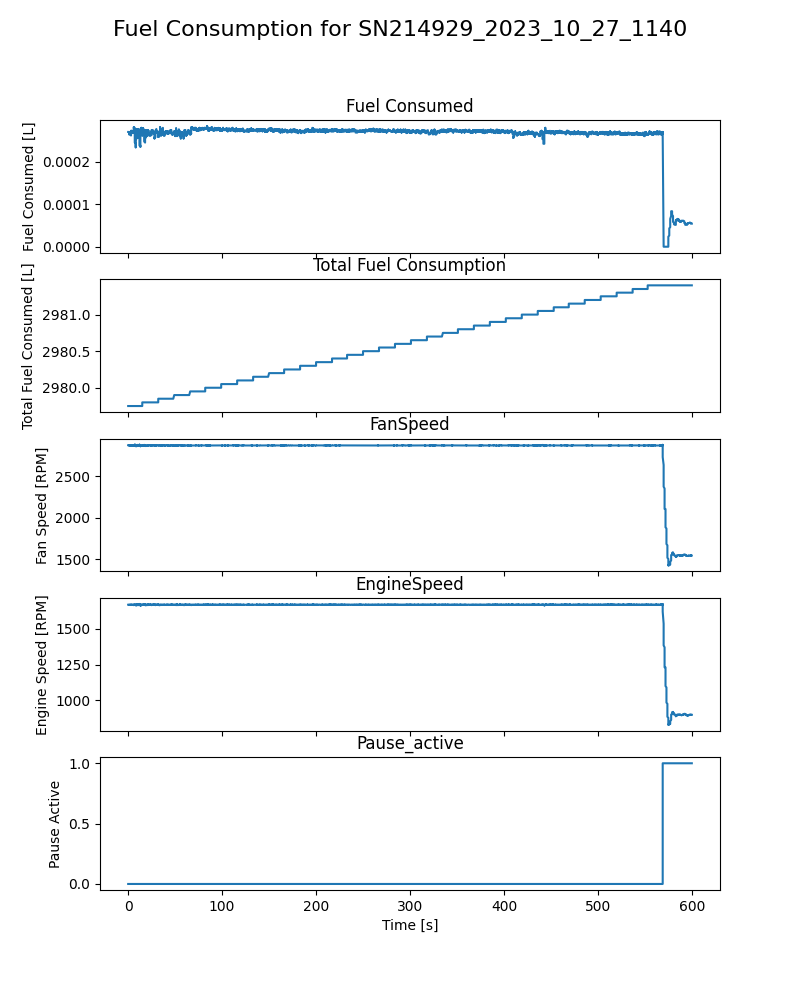 Fuel Consumption for SN214929_2023_10_27_1140
Fuel Consumed
Fuel Consumed [L]
0.0002
0.0001
0.0000
Total Fuel Consumption
Total Fuel Consumed [L]
2981.0
2980.5
2980.0
FanSpeed
Fan Speed [RPM]
2500
2000
1500
EngineSpeed
Engine Speed [RPM]
1500
1250
1000
Pause_active
Pause Active
1.0
0.5
0.0
0 100 200 300 400 500 600
Time [s]